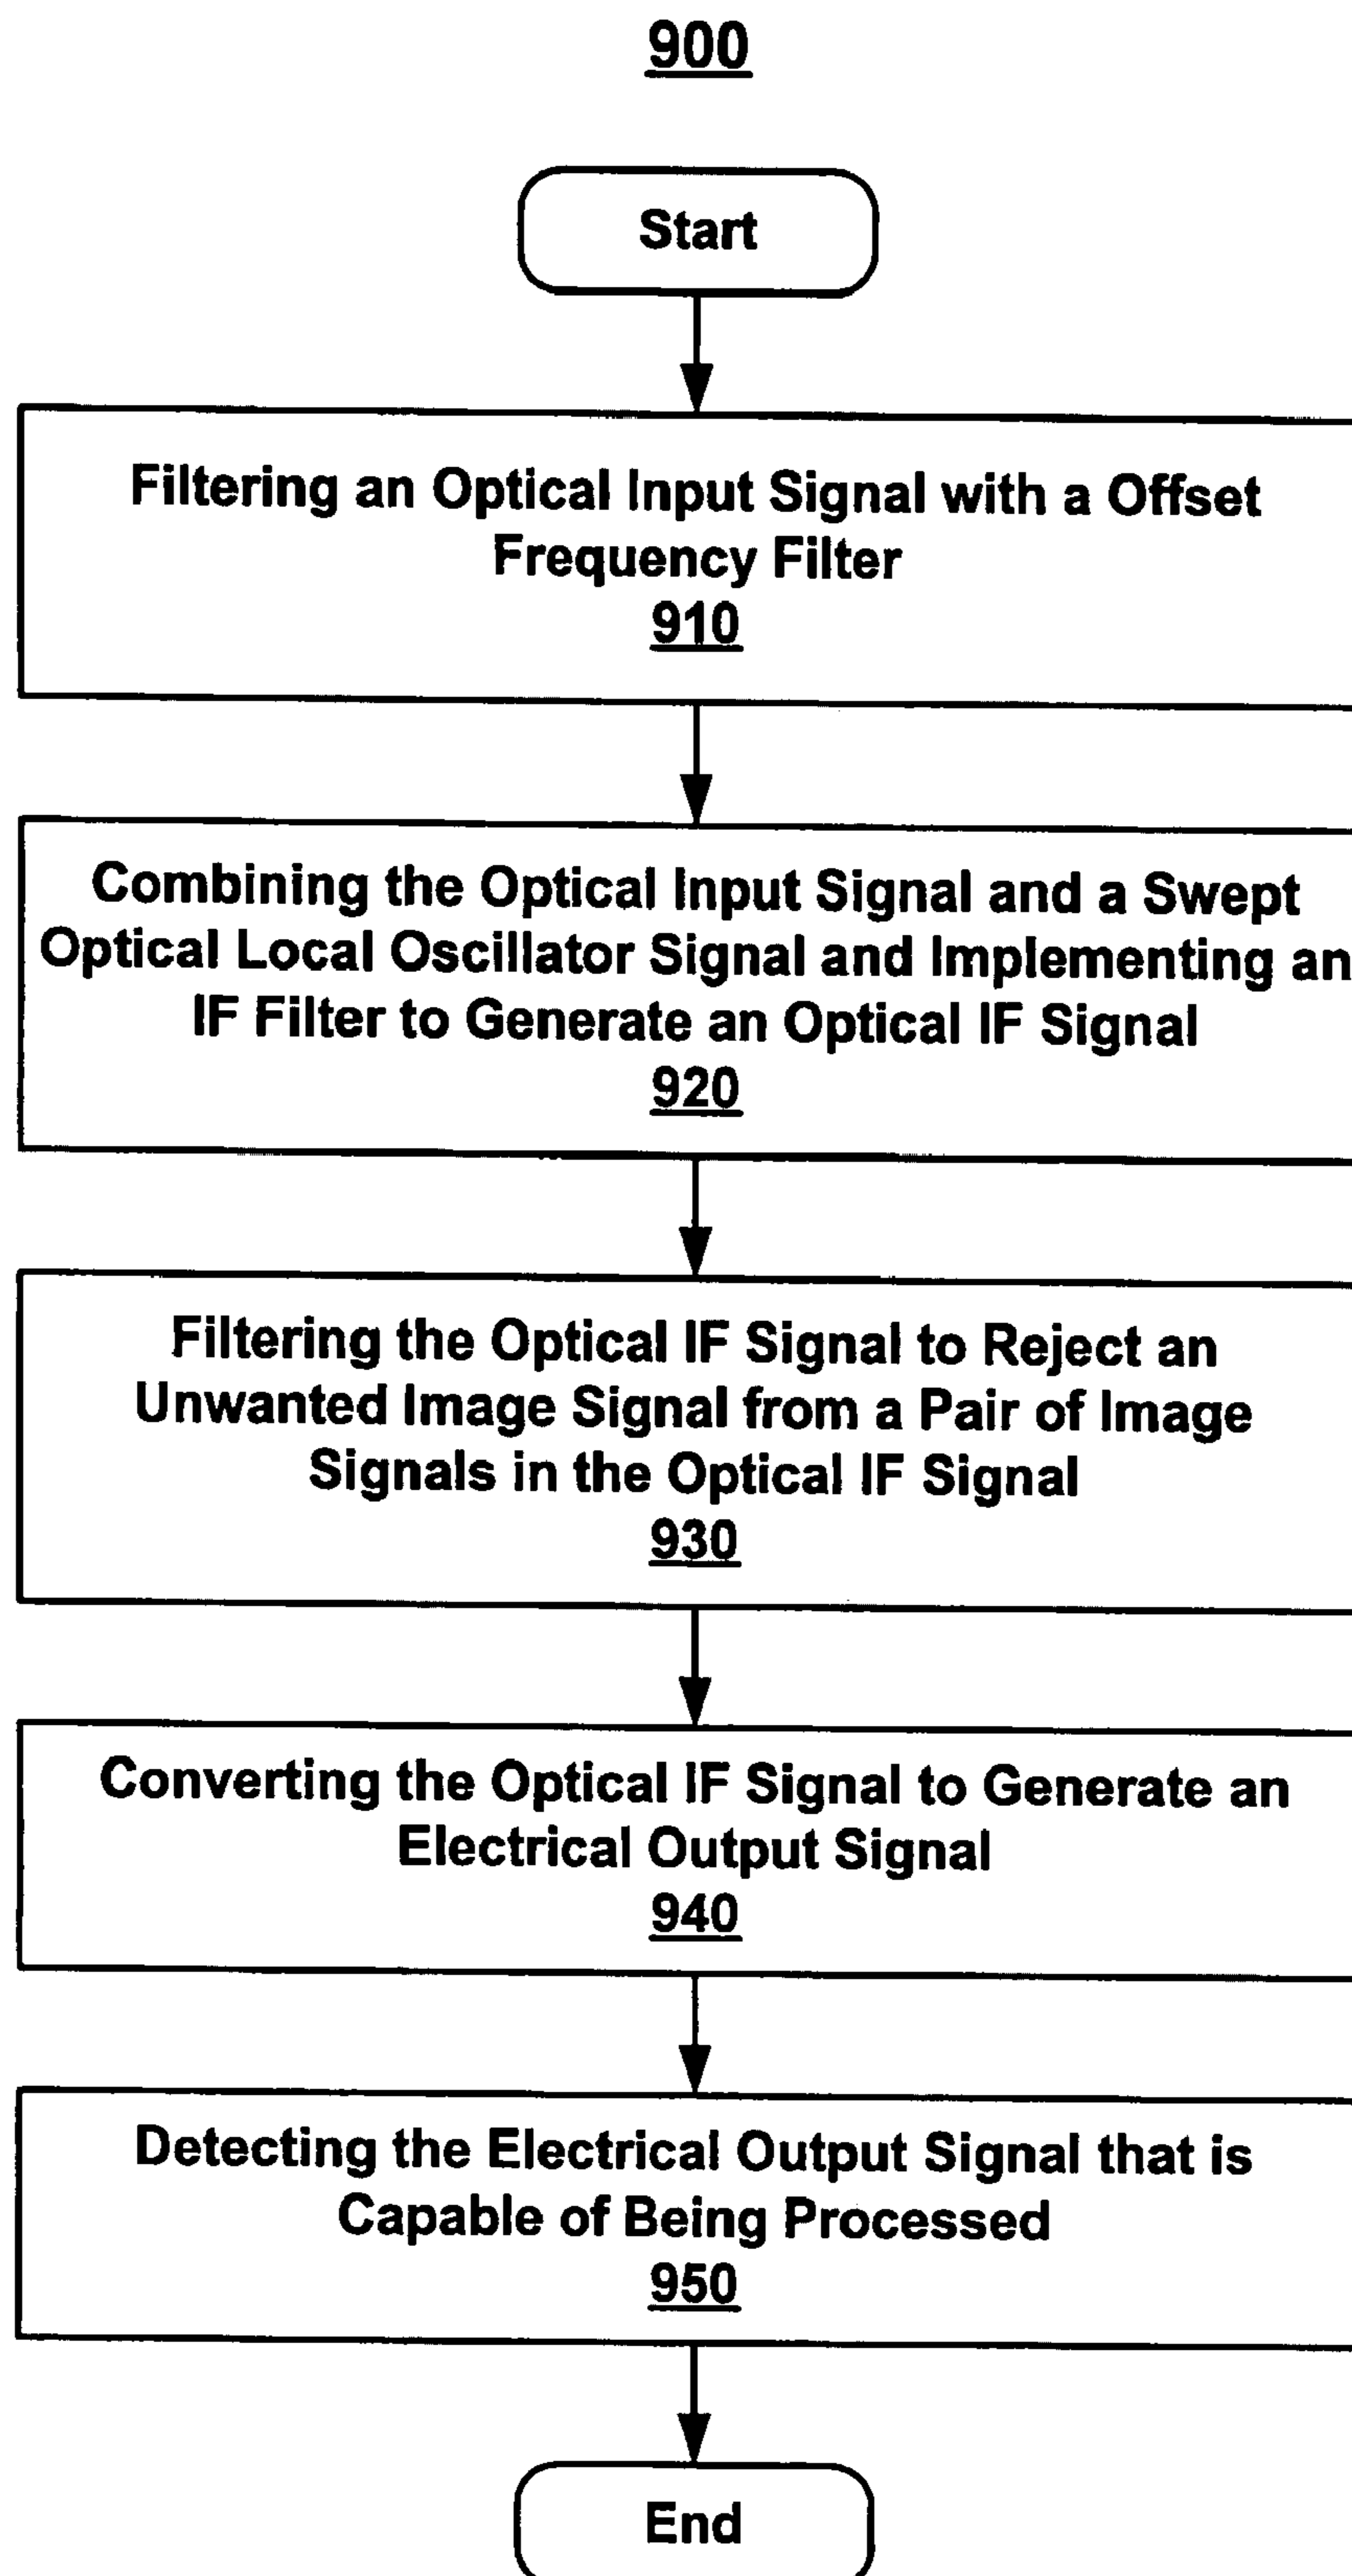 900
Start
Filtering an Optical Input Signal with a Offset
Frequency Filter
910
Combining the Optical Input Signal and a Swept
Optical Local Oscillator Signal and Implementing an
IF Filter to Generate an Optical IF Signal
920
Filtering the Optical IF Signal to Reject an
Unwanted Image Signal from a Pair of Image
Signals in the Optical IF Signal
930
Converting the Optical IF Signal to Generate an
Electrical Output Signal
940
Detecting the Electrical Output Signal that is
Capable of Being Processed
950
End